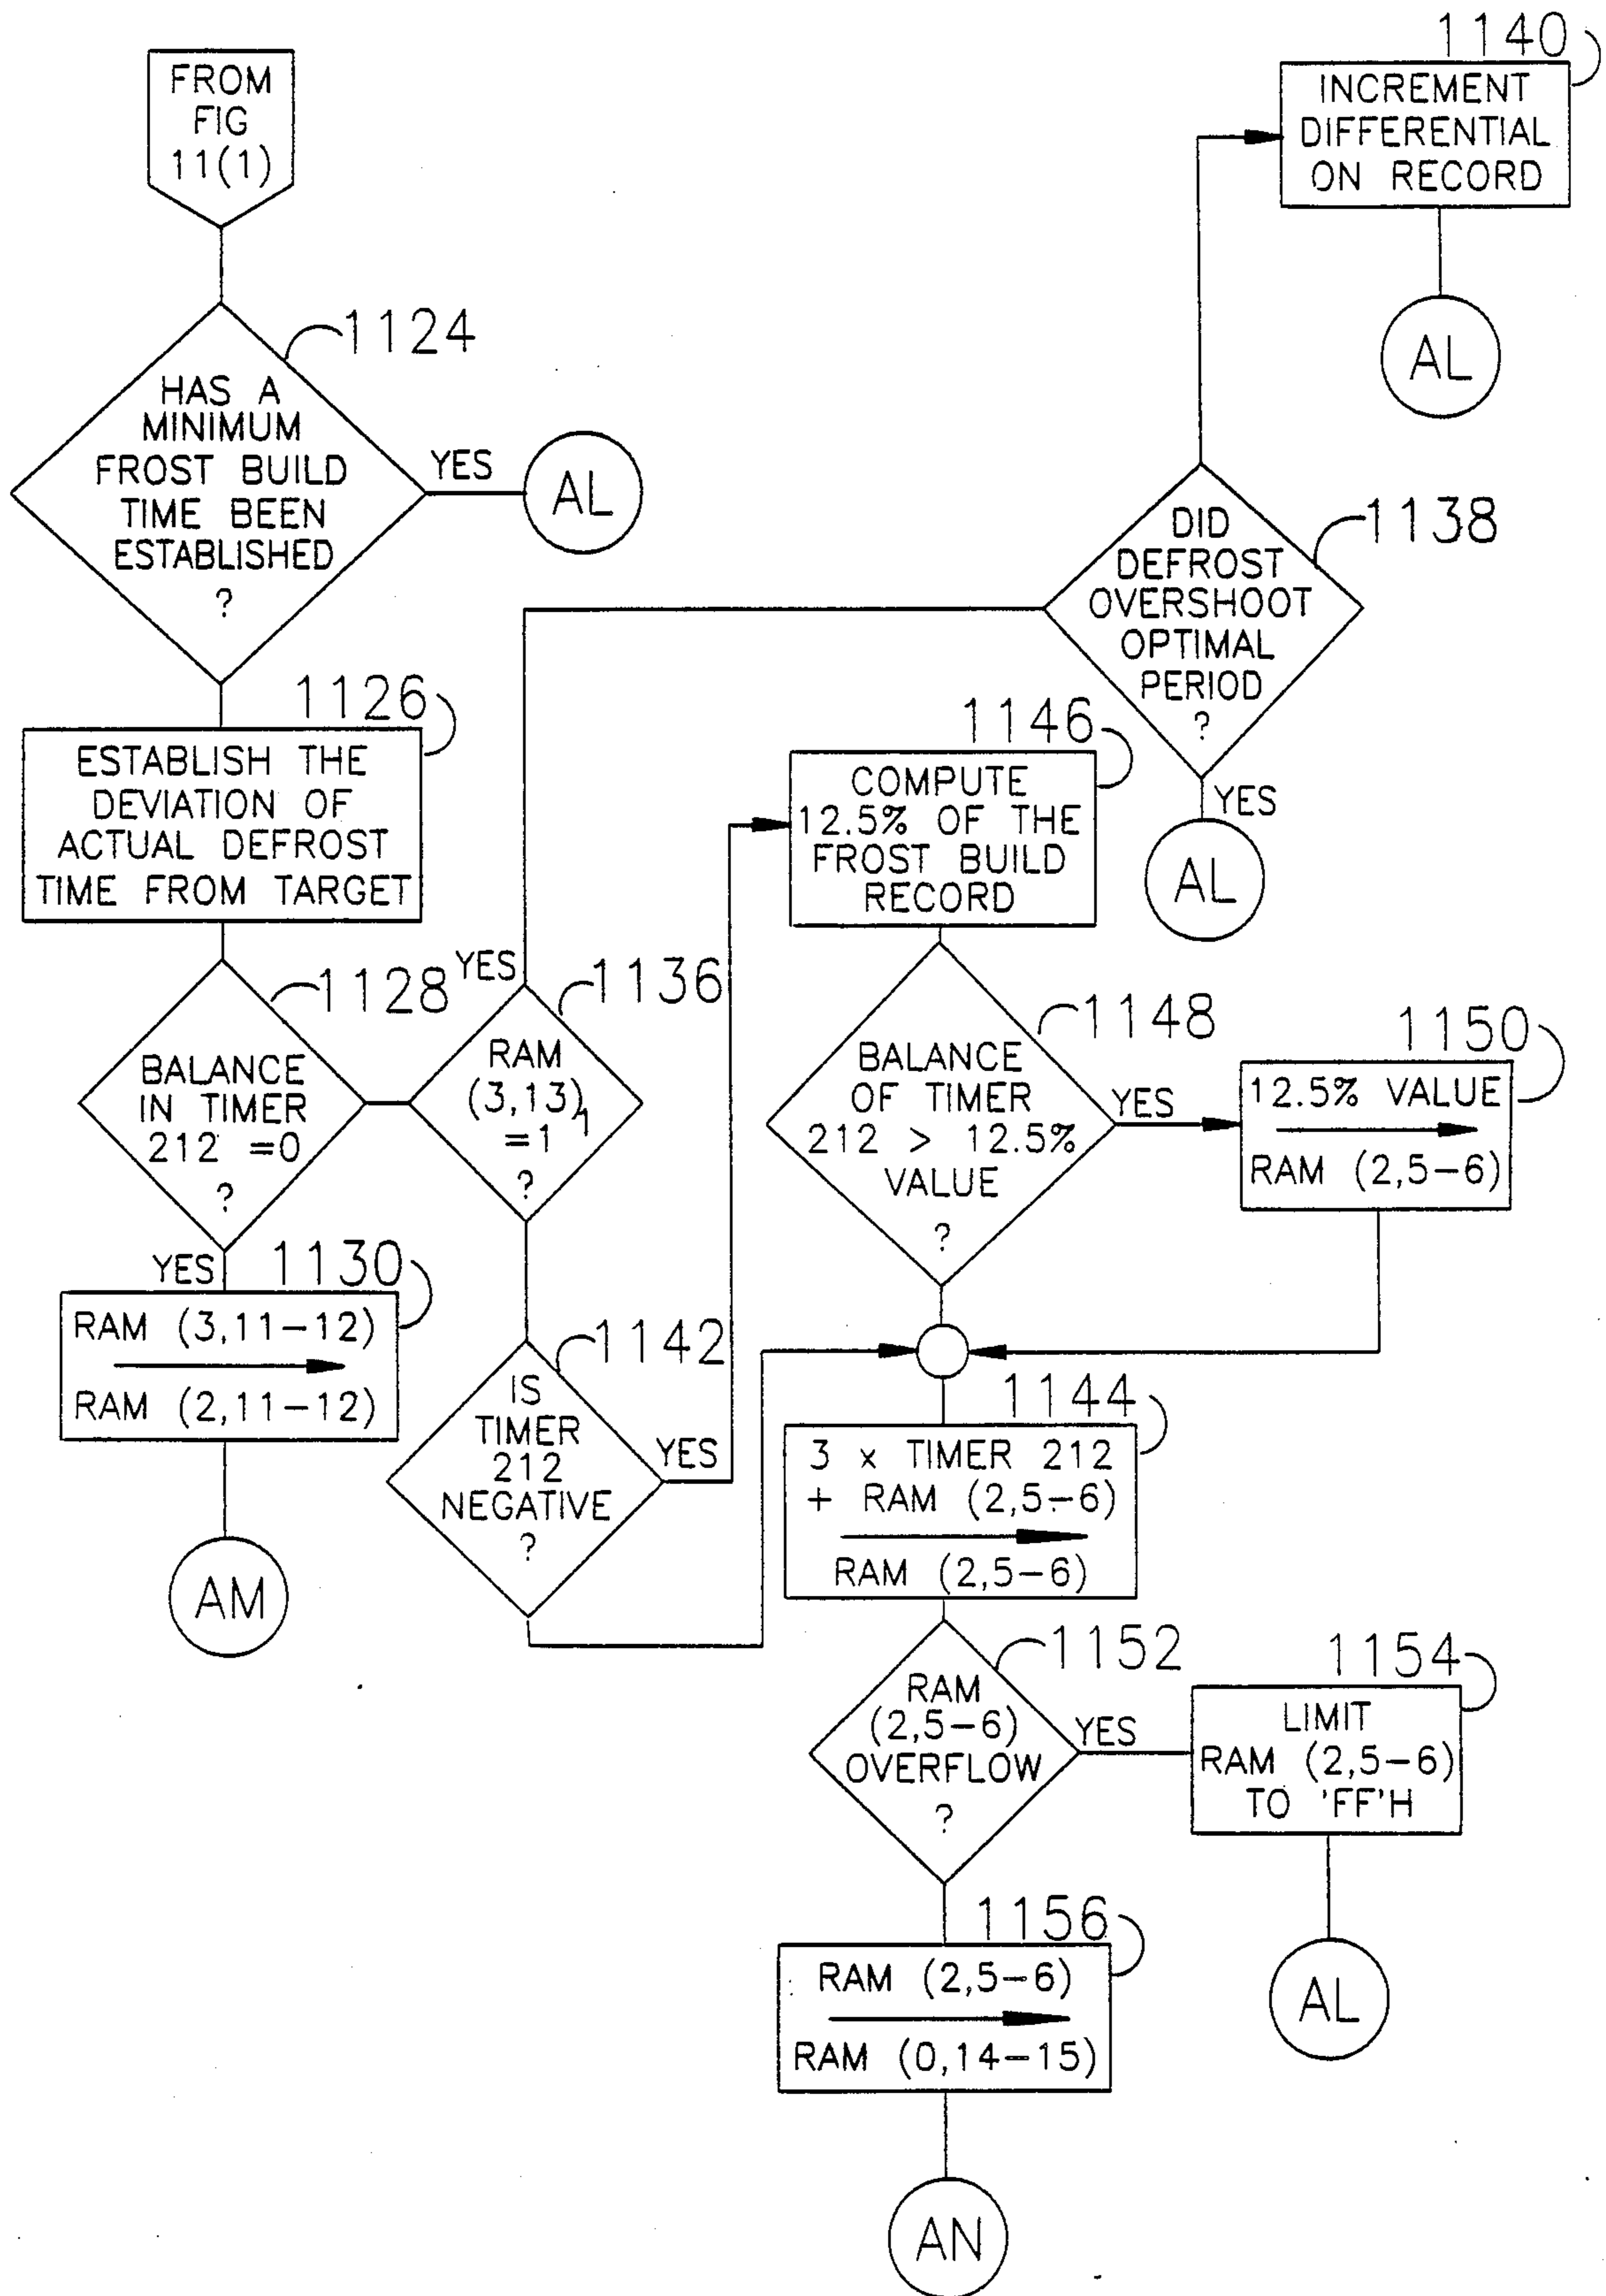 FROM
FIG
11(1)
1124
HAS A
MINIMUM
FROST BUILD
TIME BEEN
ESTABLISHED
?
YES
AL
1126
ESTABLISH THE
DEVIATION OF
ACTUAL DEFROST
TIME FROM TARGET
1128
BALANCE
IN TIMER
212 =0
?
YES
1130
RAM (3,11-12)
RAM (2,11-12)
AM
YES
1136
RAM
(3,13)1
=1
?
1142
IS
TIMER
212
NEGATIVE
?
YES
1140
INCREMENT
DIFFERENTIAL
ON RECORD
AL
1138
DID
DEFROST
OVERSHOOT
OPTIMAL
PERIOD
?
YES
AL
1146
COMPUTE
12.5% OF THE
FROST BUILD
RECORD
1148
BALANCE
OF TIMER
212 > 12.5%
VALUE
?
YES
1150
12.5% VALUE
RAM (2,5-6)
1144
3 x TIMER 212
+ RAM (2,5-6)
RAM (2,5-6)
1152
RAM
(2,5-6)
OVERFLOW
?
YES
1154
LIMIT
RAM (2,5-6)
TO 'FF'H
AL
1156
RAM (2,5-6)
RAM (0,14-15)
AN